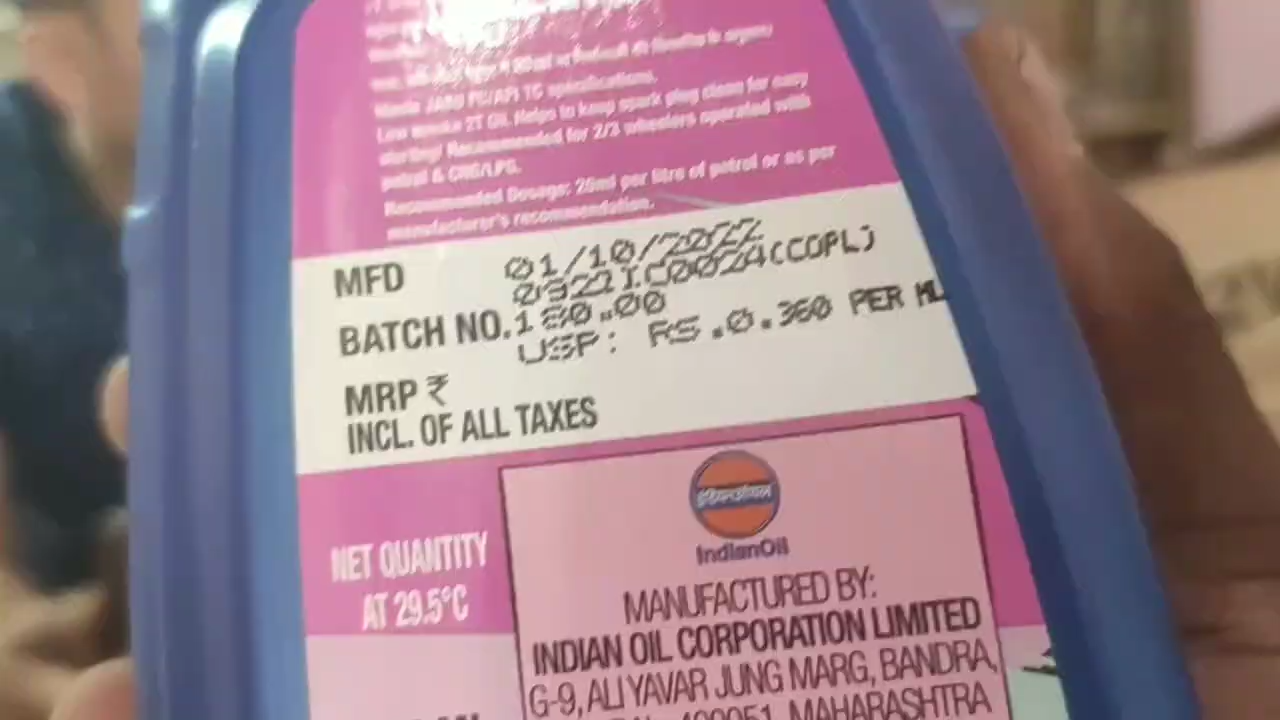 Meets JASO FC/API TC specifications.
Low smoke 2T Oil. Helps to keep spark plug clean for easy
starting! Recommended for 2/3 wheelers operated with
petrol & CNG/LPG.
Recommended Dosage: 20ml per litre of petrol or as per
manufacturer's recommendation.
MFD 01/10/2022
BATCH NO. (CCOPL)
180.00
USP: RS.0.360 PER ML
MRP ₹
INCL. OF ALL TAXES
NET QUANTITY
AT 29.5°C
इंडियनऑयल
IndianOil
MANUFACTURED BY:
INDIAN OIL CORPORATION LIMITED
G-9, ALI YAVAR JUNG MARG, BANDRA,
400051, MAHARASHTRA